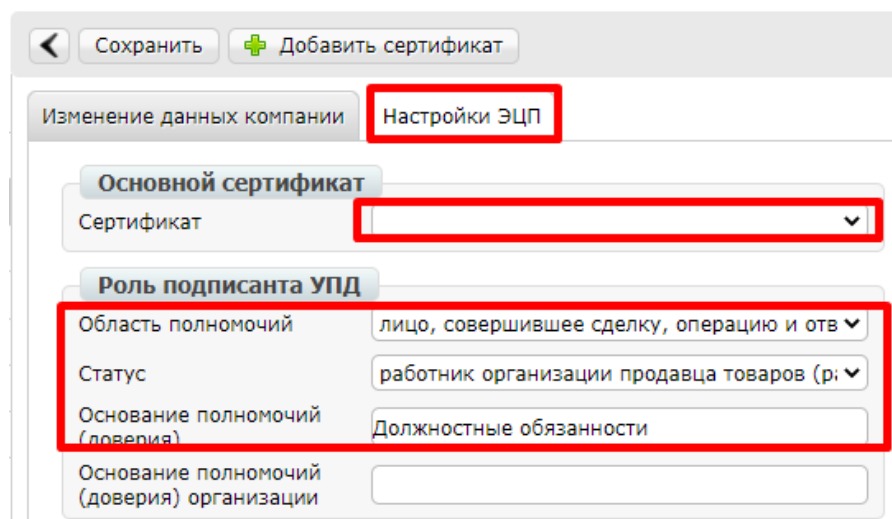 Сохранить Добавить сертификат
Изменение данных компании Настройки ЭЦП
Основной сертификат
Сертификат
Роль подписанта УПД
Область полномочий лицо, совершившее сделку, операцию и отв
Статус работник организации продавца товаров (ра
Основание полномочий
(доверия) Должностные обязанности
Основание полномочий
(доверия) организации